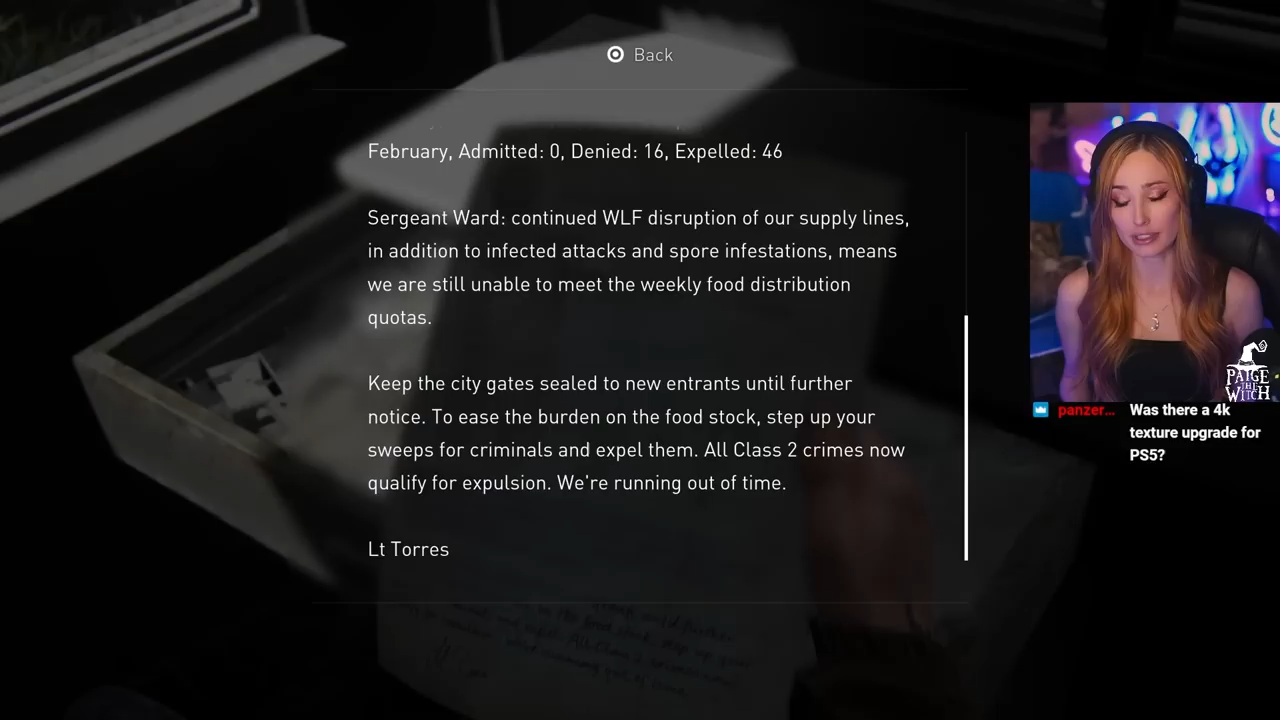 Back
February, Admitted: 0, Denied: 16, Expelled: 46
Sergeant Ward: continued WLF disruption of our supply lines,
in addition to infected attacks and spore infestations, means
we are still unable to meet the weekly food distribution
quotas.
Keep the city gates sealed to new entrants until further
notice. To ease the burden on the food stock, step up your
sweeps for criminals and expel them. All Class 2 crimes now
qualify for expulsion. We're running out of time.
Lt Torres
PAIGE
THE
WITCH
panzer... Was there a 4k
texture upgrade for
PS5?